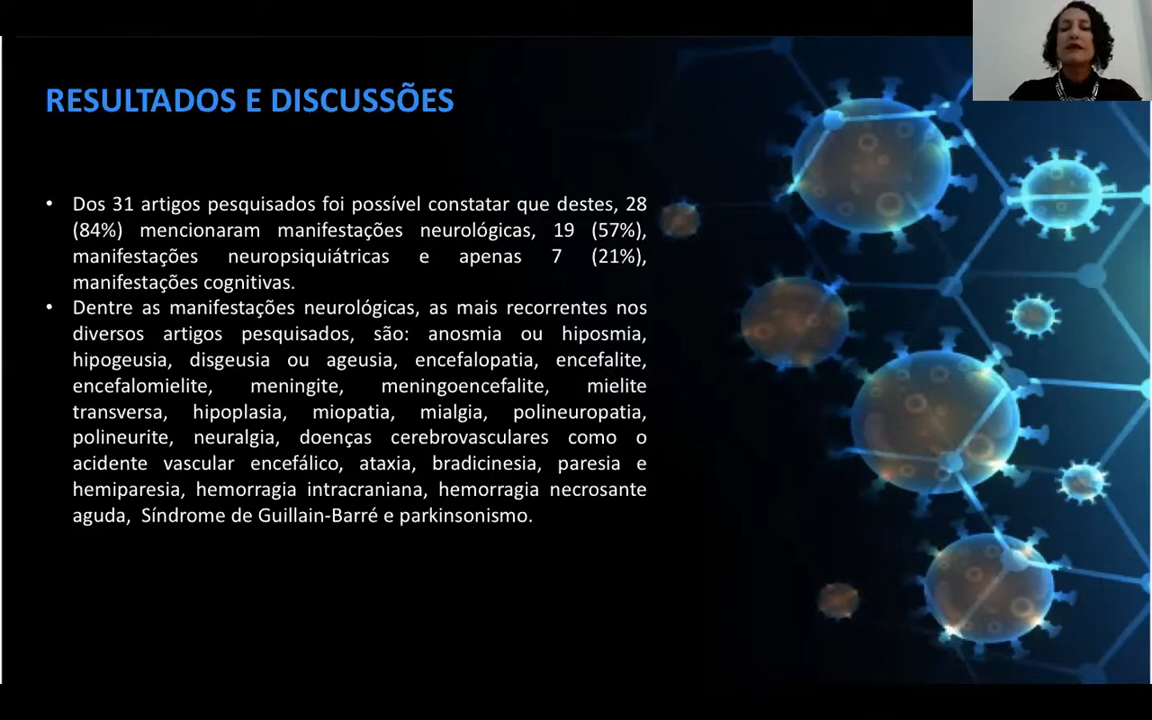 RESULTADOS E DISCUSSÕES
• Dos 31 artigos pesquisados foi possível constatar que destes, 28
(84%) mencionaram manifestações neurológicas, 19 (57%),
manifestações neuropsiquiátricas e apenas 7 (21%),
manifestações cognitivas.
• Dentre as manifestações neurológicas, as mais recorrentes nos
diversos artigos pesquisados, são: anosmia ou hiposmia,
hipogeusia, disgeusia ou ageusia, encefalopatia, encefalite,
encefalomielite, meningite, meningoencefalite, mielite
transversa, hipoplasia, miopatia, mialgia, polineuropatia,
polineurite, neuralgia, doenças cerebrovasculares como o
acidente vascular encefálico, ataxia, bradicinesia, paresia e
hemiparesia, hemorragia intracraniana, hemorragia necrosante
aguda, Síndrome de Guillain-Barré e parkinsonismo.